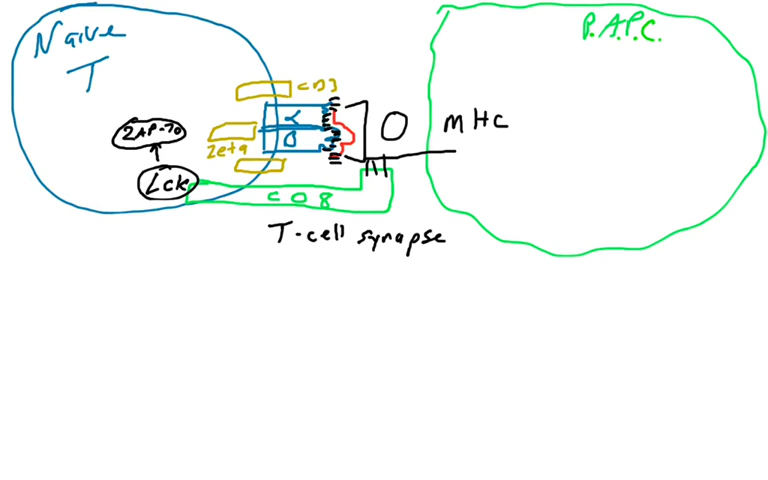 Naive
T
P.A.P.C.
CD3
α
β
zeta
ZAP-70
Lck
CD8
MHC
T-cell synapse